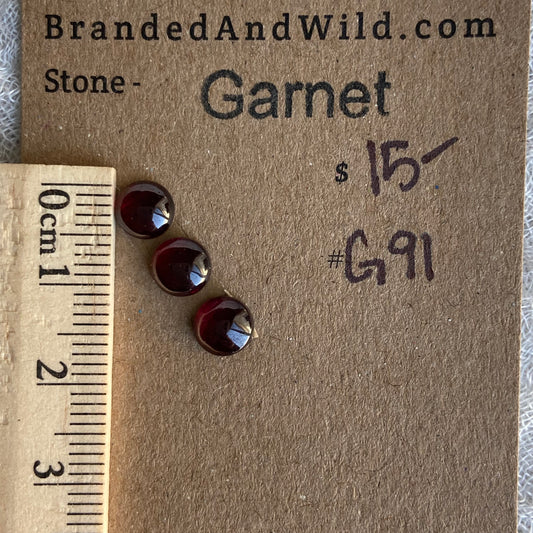 BrandedAndWild.com
Stone - Garnet
$ 15-
#G91
0cm 1 2 3